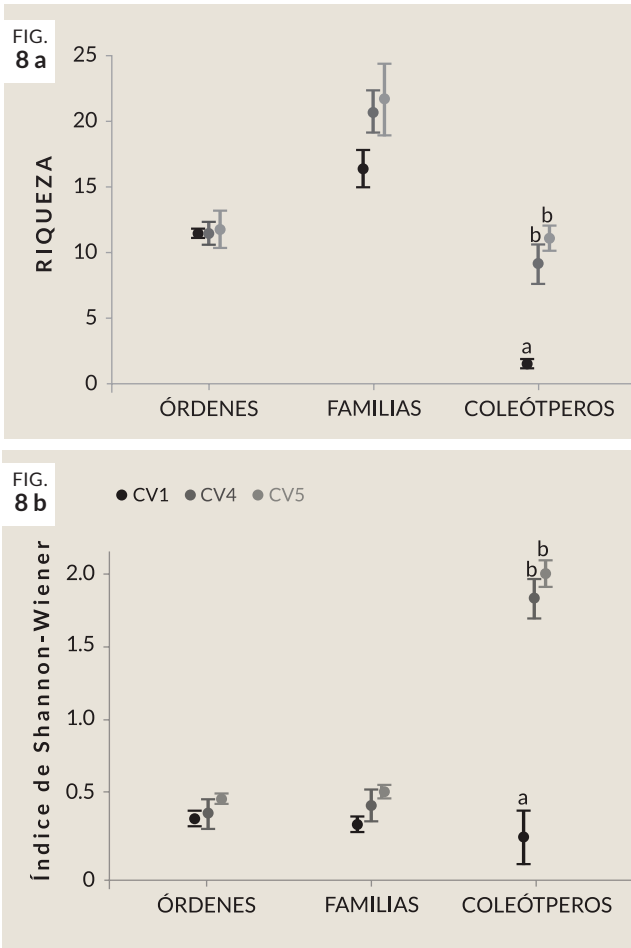 FIG.
8 a
RIQUEZA
25
20
15
10
5
0
a
b
b
ÓRDENES
FAMILIAS
COLEÓTPEROS
FIG.
8 b
CV1 CV4 CV5
Índice de Shannon-Wiener
2.0
1.5
1.0
0.5
0
a
b
b
ÓRDENES
FAMILIAS
COLEÓTPEROS